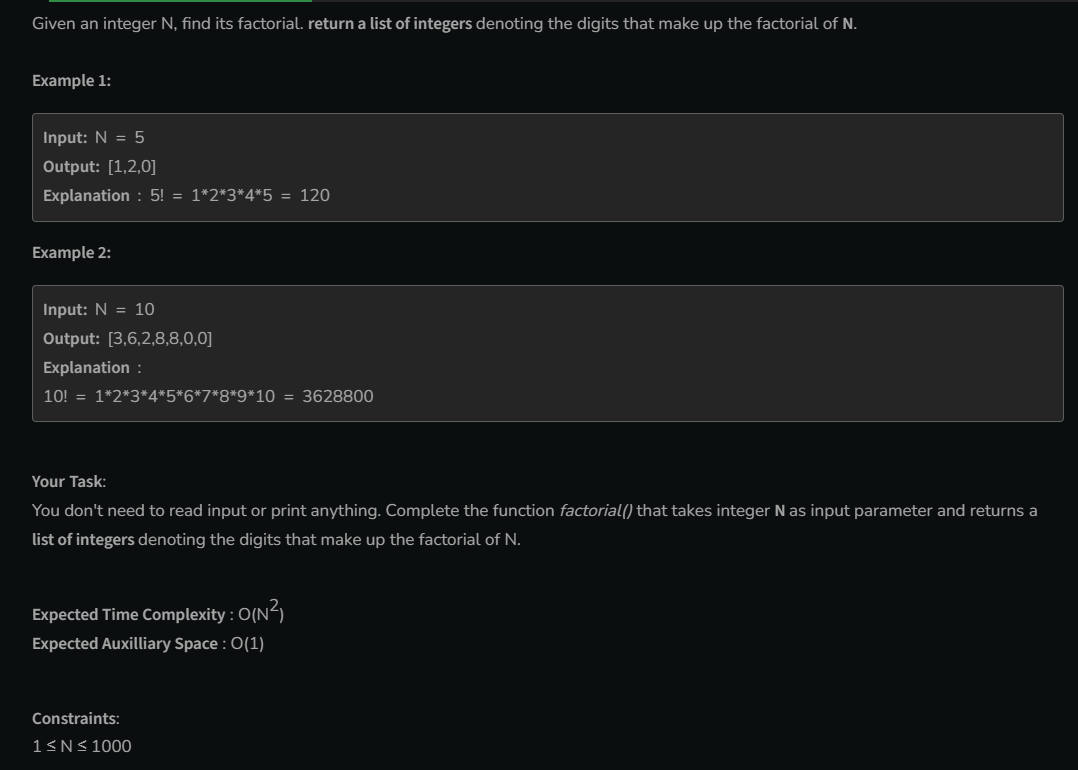 Given an integer N, find its factorial. return a list of integers denoting the digits that make up the factorial of N.
Example 1:
Input: N = 5
Output: [1,2,0]
Explanation : 5! = 1*2*3*4*5 = 120
Example 2:
Input: N = 10
Output: [3,6,2,8,8,0,0]
Explanation :
10! = 1*2*3*4*5*6*7*8*9*10 = 3628800
Your Task:
You don't need to read input or print anything. Complete the function factorial() that takes integer N as input parameter and returns a
list of integers denoting the digits that make up the factorial of N.
Expected Time Complexity : O(N²)
Expected Auxilliary Space : O(1)
Constraints:
1 ≤ N ≤ 1000